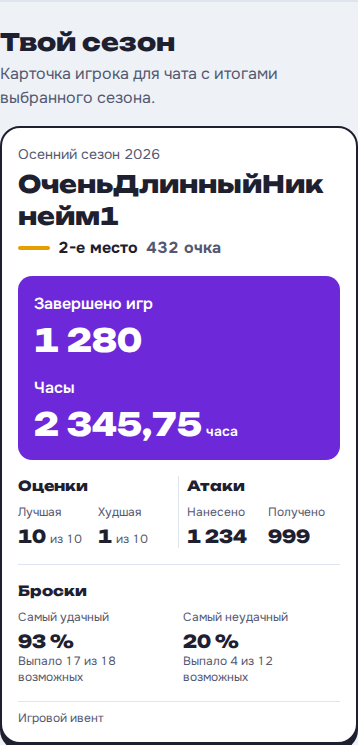 Твой сезон
Карточка игрока для чата с итогами
выбранного сезона.
Осенний сезон 2026
ОченьДлинныйНик
нейм1
2-е место 432 очка
Завершено игр
1 280
Часы
2 345,75 часа
Оценки Атаки
Лучшая Худшая Нанесено Получено
10 из 10 1 из 10 1 234 999
Броски
Самый удачный Самый неудачный
93 % 20 %
Выпало 17 из 18 Выпало 4 из 12
возможных возможных
Игровой ивент